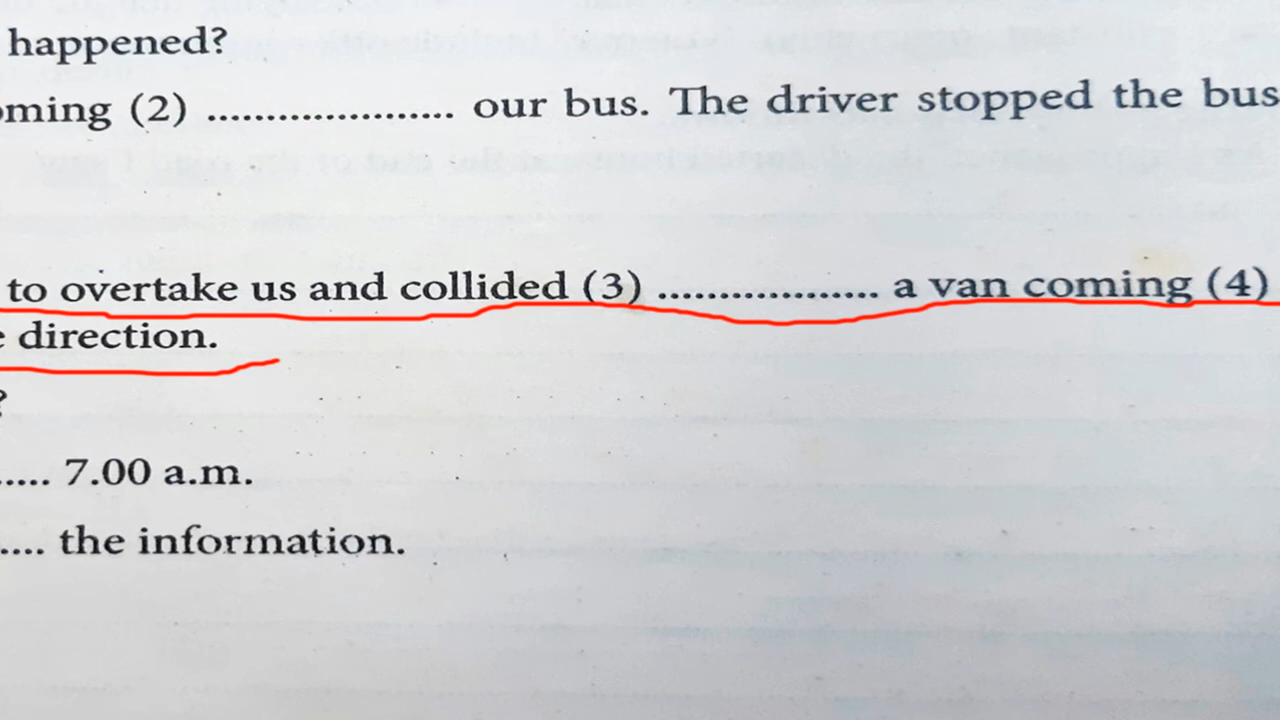 happened?
oming (2) ..................... our bus. The driver stopped the bus
to overtake us and collided (3) ................... a van coming (4)
e direction.
?
..... 7.00 a.m.
.... the information.